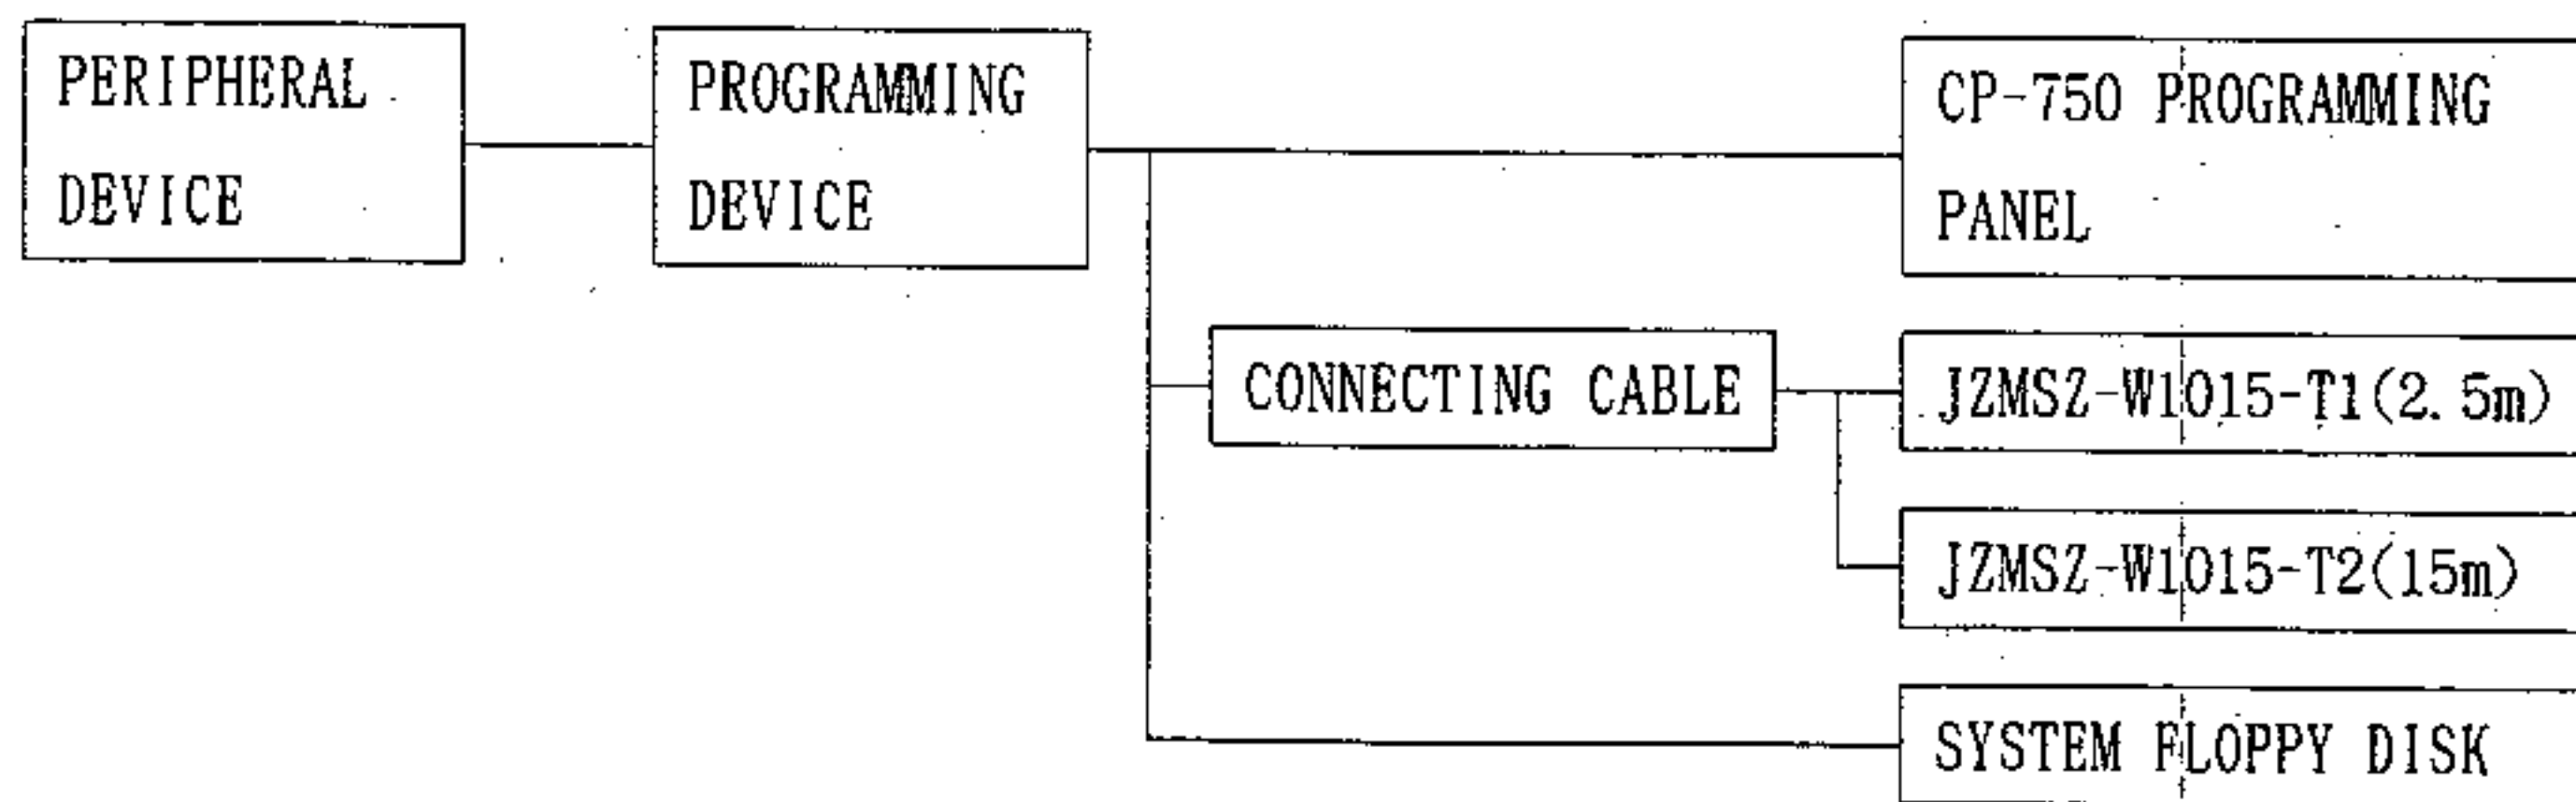 PERIPHERAL
DEVICE
PROGRAMMING
DEVICE
CP-750 PROGRAMMING
PANEL
CONNECTING CABLE
JZMSZ-W1015-T1(2.5m)
JZMSZ-W1015-T2(15m)
SYSTEM FLOPPY DISK